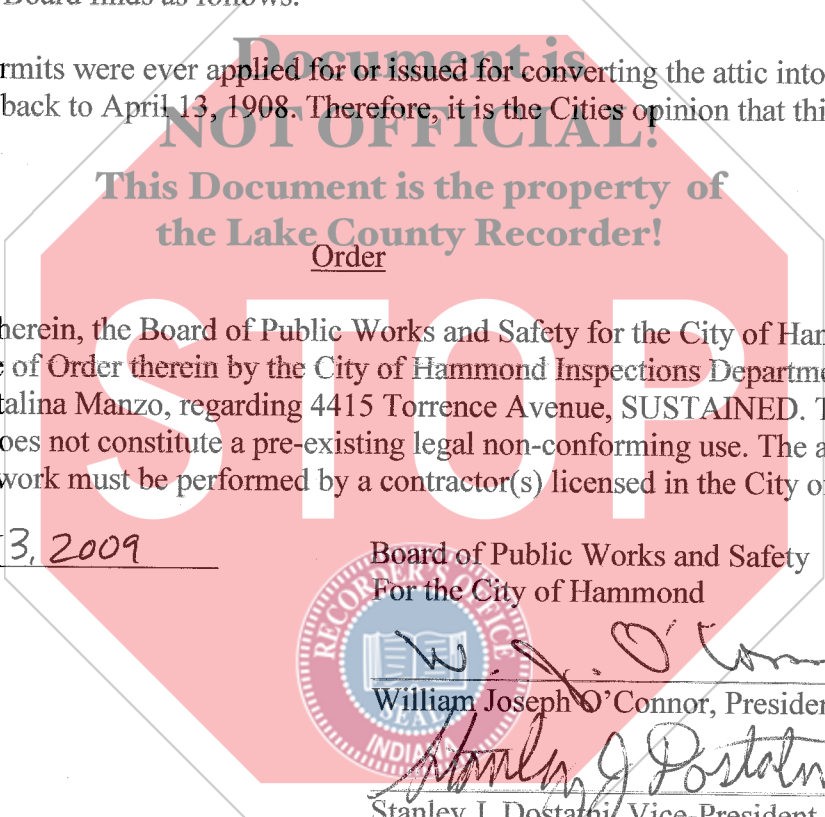 Board finds as follows.
Document is
rmits were ever applied for or issued for converting the attic into
back to April 13, 1908. Therefore, it is the Cities opinion that thi
NOT OFFICIAL!
This Document is the property of
the Lake County Recorder!
Order
herein, the Board of Public Works and Safety for the City of Ham
e of Order therein by the City of Hammond Inspections Departme
talina Manzo, regarding 4415 Torrence Avenue, SUSTAINED. T
oes not constitute a pre-existing legal non-conforming use. The a
work must be performed by a contractor(s) licensed in the City o
STOP
3, 2009
Board of Public Works and Safety
For the City of Hammond
RECORDER'S OFFICE
SEAL
INDIANA
W. J. O'Conn
William Joseph O'Connor, Presiden
Stanley J Dostatn
Stanley J. Dostatni, Vice-President